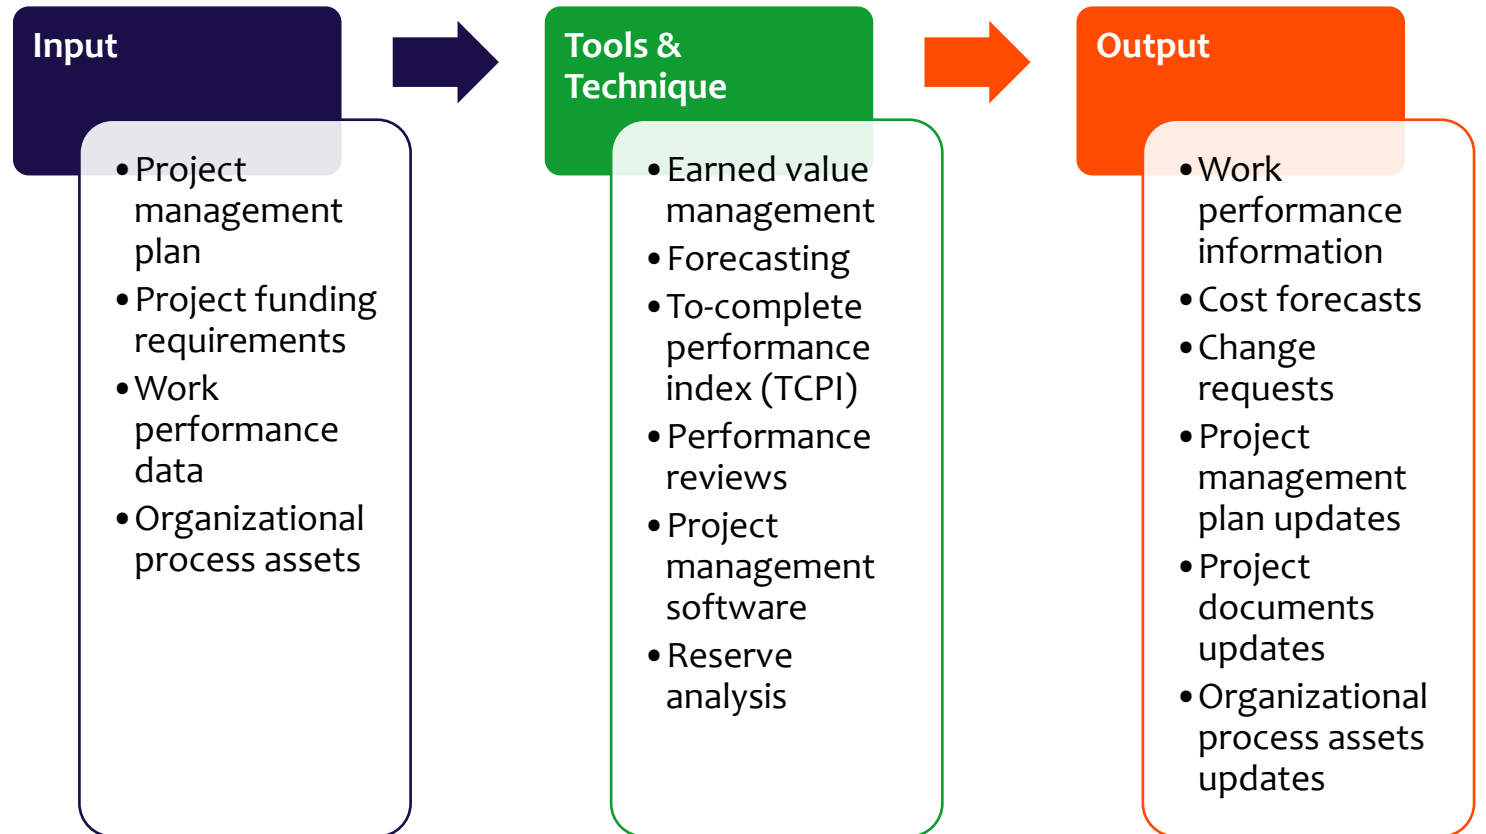 Input
•Project
management
plan
•Project funding
requirements
•Work
performance
data
•Organizational
process assets
Tools &
Technique
•Earned value
management
•Forecasting
•To-complete
performance
index (TCPI)
•Performance
reviews
•Project
management
software
•Reserve
analysis
Output
•Work
performance
information
•Cost forecasts
•Change
requests
•Project
management
plan updates
•Project
documents
updates
•Organizational
process assets
updates